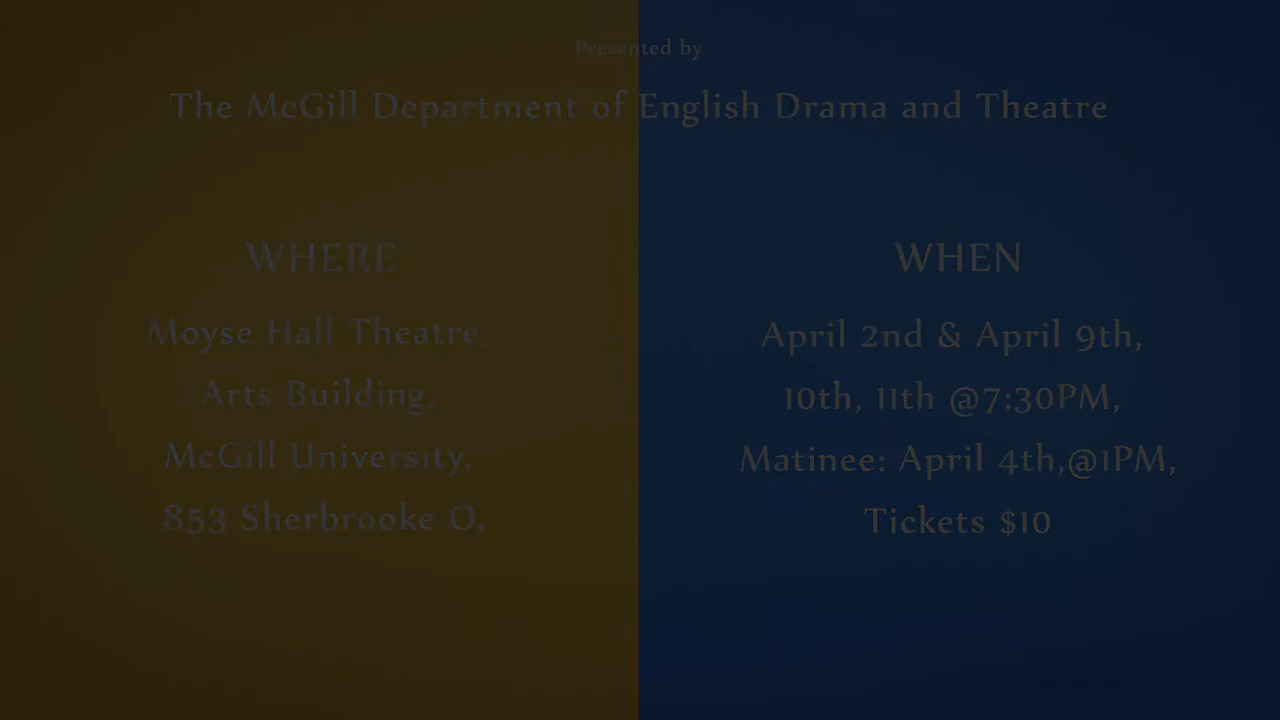 Presented by
The McGill Department of English Drama and Theatre
WHERE
Moyse Hall Theatre,
Arts Building,
McGill University,
853 Sherbrooke O.
WHEN
April 2nd & April 9th,
10th, 11th @7:30PM,
Matinee: April 4th,@1PM,
Tickets $10